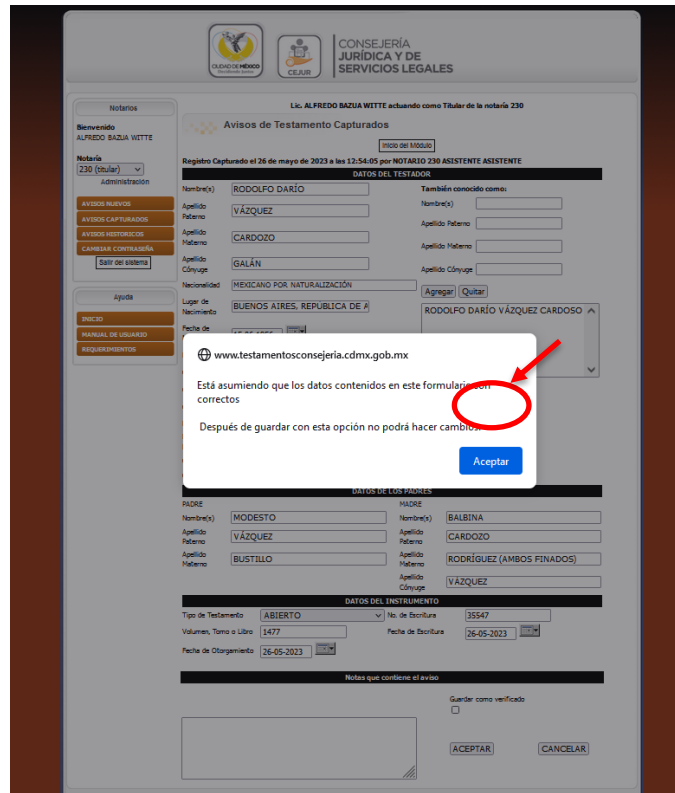 CIUDAD DE MÉXICO
CEJUR
CONSEJERÍA
JURÍDICA Y DE
SERVICIOS LEGALES
Notarios
Bienvenido
ALFREDO BAZUA WITTE
Notaría
230 (titular)
Administración
AVISOS NUEVOS
AVISOS CAPTURADOS
AVISOS HISTORICOS
CAMBIAR CONTRASEÑA
Salir del sistema
Ayuda
INICIO
MANUAL DE USUARIO
REQUERIMIENTOS
Lic. ALFREDO BAZUA WITTE actuando como Titular de la notaría 230
Avisos de Testamento Capturados
Inicio del Módulo
Registro Capturado el 26 de mayo de 2023 a las 12:54:05 por NOTARIO 230 ASISTENTE ASISTENTE
DATOS DEL TESTADOR
Nombre(s) RODOLFO DARÍO
Apellido Paterno VÁZQUEZ
Apellido Materno CARDOZO
Apellido Cónyuge GALÁN
Nacionalidad MEXICANO POR NATURALIZACIÓN
Lugar de Nacimiento BUENOS AIRES, REPÚBLICA DE A
Fecha de
También conocido como:
Nombre(s)
Apellido Paterno
Apellido Materno
Apellido Cónyuge
Agregar Quitar
RODOLFO DARÍO VÁZQUEZ CARDOSO
www.testamentosconsejeria.cdmx.gob.mx
Está asumiendo que los datos contenidos en este formulario son
correctos
Después de guardar con esta opción no podrá hacer cambios.
Aceptar
DATOS DE LOS PADRES
PADRE
Nombre(s) MODESTO
Apellido Paterno VÁZQUEZ
Apellido Materno BUSTILLO
MADRE
Nombre(s) BALBINA
Apellido Paterno CARDOZO
Apellido Materno RODRÍGUEZ (AMBOS FINADOS)
Apellido Cónyuge VÁZQUEZ
DATOS DEL INSTRUMENTO
Tipo de Testamento ABIERTO No. de Escritura 35547
Volumen, Tomo o Libro 1477 Fecha de Escritura 26-05-2023
Fecha de Otorgamiento 26-05-2023
Notas que contiene el aviso
Guardar como verificado
ACEPTAR CANCELAR